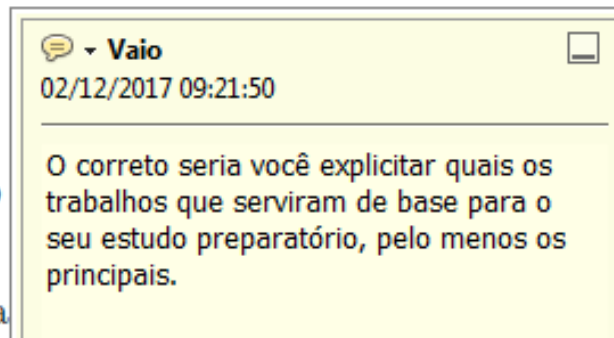 Vaio
02/12/2017 09:21:50
O correto seria você explicitar quais os
trabalhos que serviram de base para o
seu estudo preparatório, pelo menos os
principais.
a